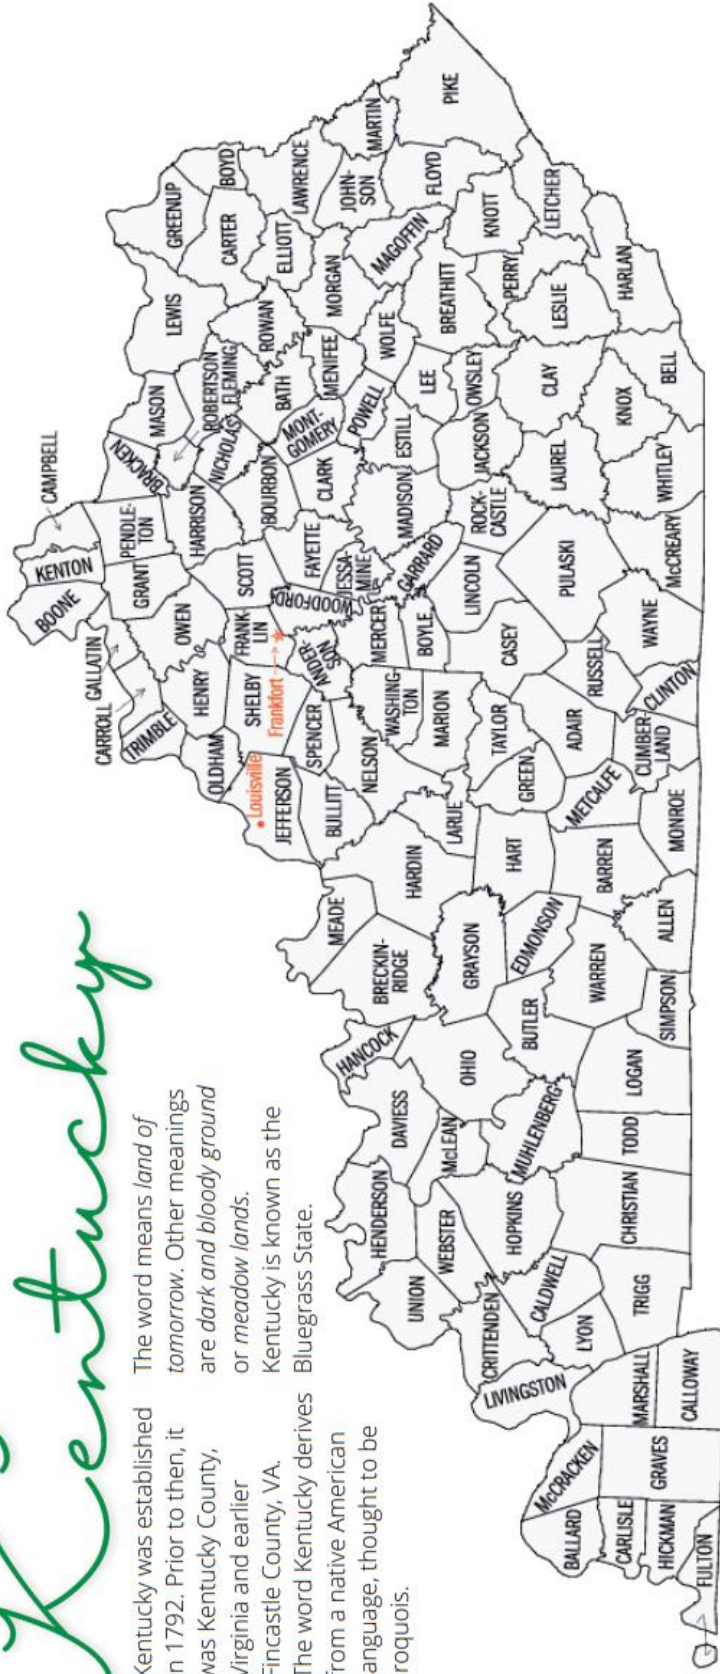 Kentucky
Kentucky was established
in 1792. Prior to then, it
was Kentucky County,
Virginia and earlier
Fincastle County, VA.
The word Kentucky derives
from a native American
language, thought to be
Iroquois.
The word means land of
tomorrow. Other meanings
are dark and bloody ground
or meadow lands.
Kentucky is known as the
Bluegrass State.
CAMPBELL
KENTON
BOONE
GALLATIN
CARROLL
TRIMBLE
PENDLE-
TON
GRANT
BRACKEN
MASON
LEWIS
GREENUP
BOYD
OWEN
HARRISON
ROBERTSON
NICHOLAS
FLEMING
ROWAN
CARTER
OLDHAM
HENRY
FRANK-
LIN
SCOTT
BOURBON
BATH
ELLIOTT
LAWRENCE
Louisville
JEFFERSON
SHELBY
Frankfort
WOODFORD
FAYETTE
CLARK
MONT-
GOMERY
MENIFEE
MORGAN
JOHN-
SON
MARTIN
MEADE
BULLITT
SPENCER
ANDER-
SON
MERCER
JESSA-
MINE
MADISON
ESTILL
POWELL
WOLFE
MAGOFFIN
FLOYD
PIKE
HANCOCK
BRECKIN-
RIDGE
HARDIN
NELSON
WASHING-
TON
BOYLE
GARRARD
LEE
BREATHITT
KNOTT
HENDERSON
DAVIESS
OHIO
GRAYSON
LARUE
MARION
LINCOLN
ROCK-
CASTLE
JACKSON
OWSLEY
PERRY
LETCHER
UNION
WEBSTER
McLEAN
MUHLENBERG
BUTLER
EDMONSON
HART
GREEN
TAYLOR
CASEY
PULASKI
LAUREL
CLAY
LESLIE
HARLAN
CRITTENDEN
HOPKINS
WARREN
BARREN
METCALFE
ADAIR
RUSSELL
WAYNE
McCREARY
WHITLEY
KNOX
BELL
LIVINGSTON
CALDWELL
LYON
TRIGG
CHRISTIAN
TODD
LOGAN
SIMPSON
ALLEN
MONROE
CUMBER-
LAND
CLINTON
BALLARD
McCRACKEN
MARSHALL
CALLOWAY
GRAVES
CARLISLE
HICKMAN
FULTON